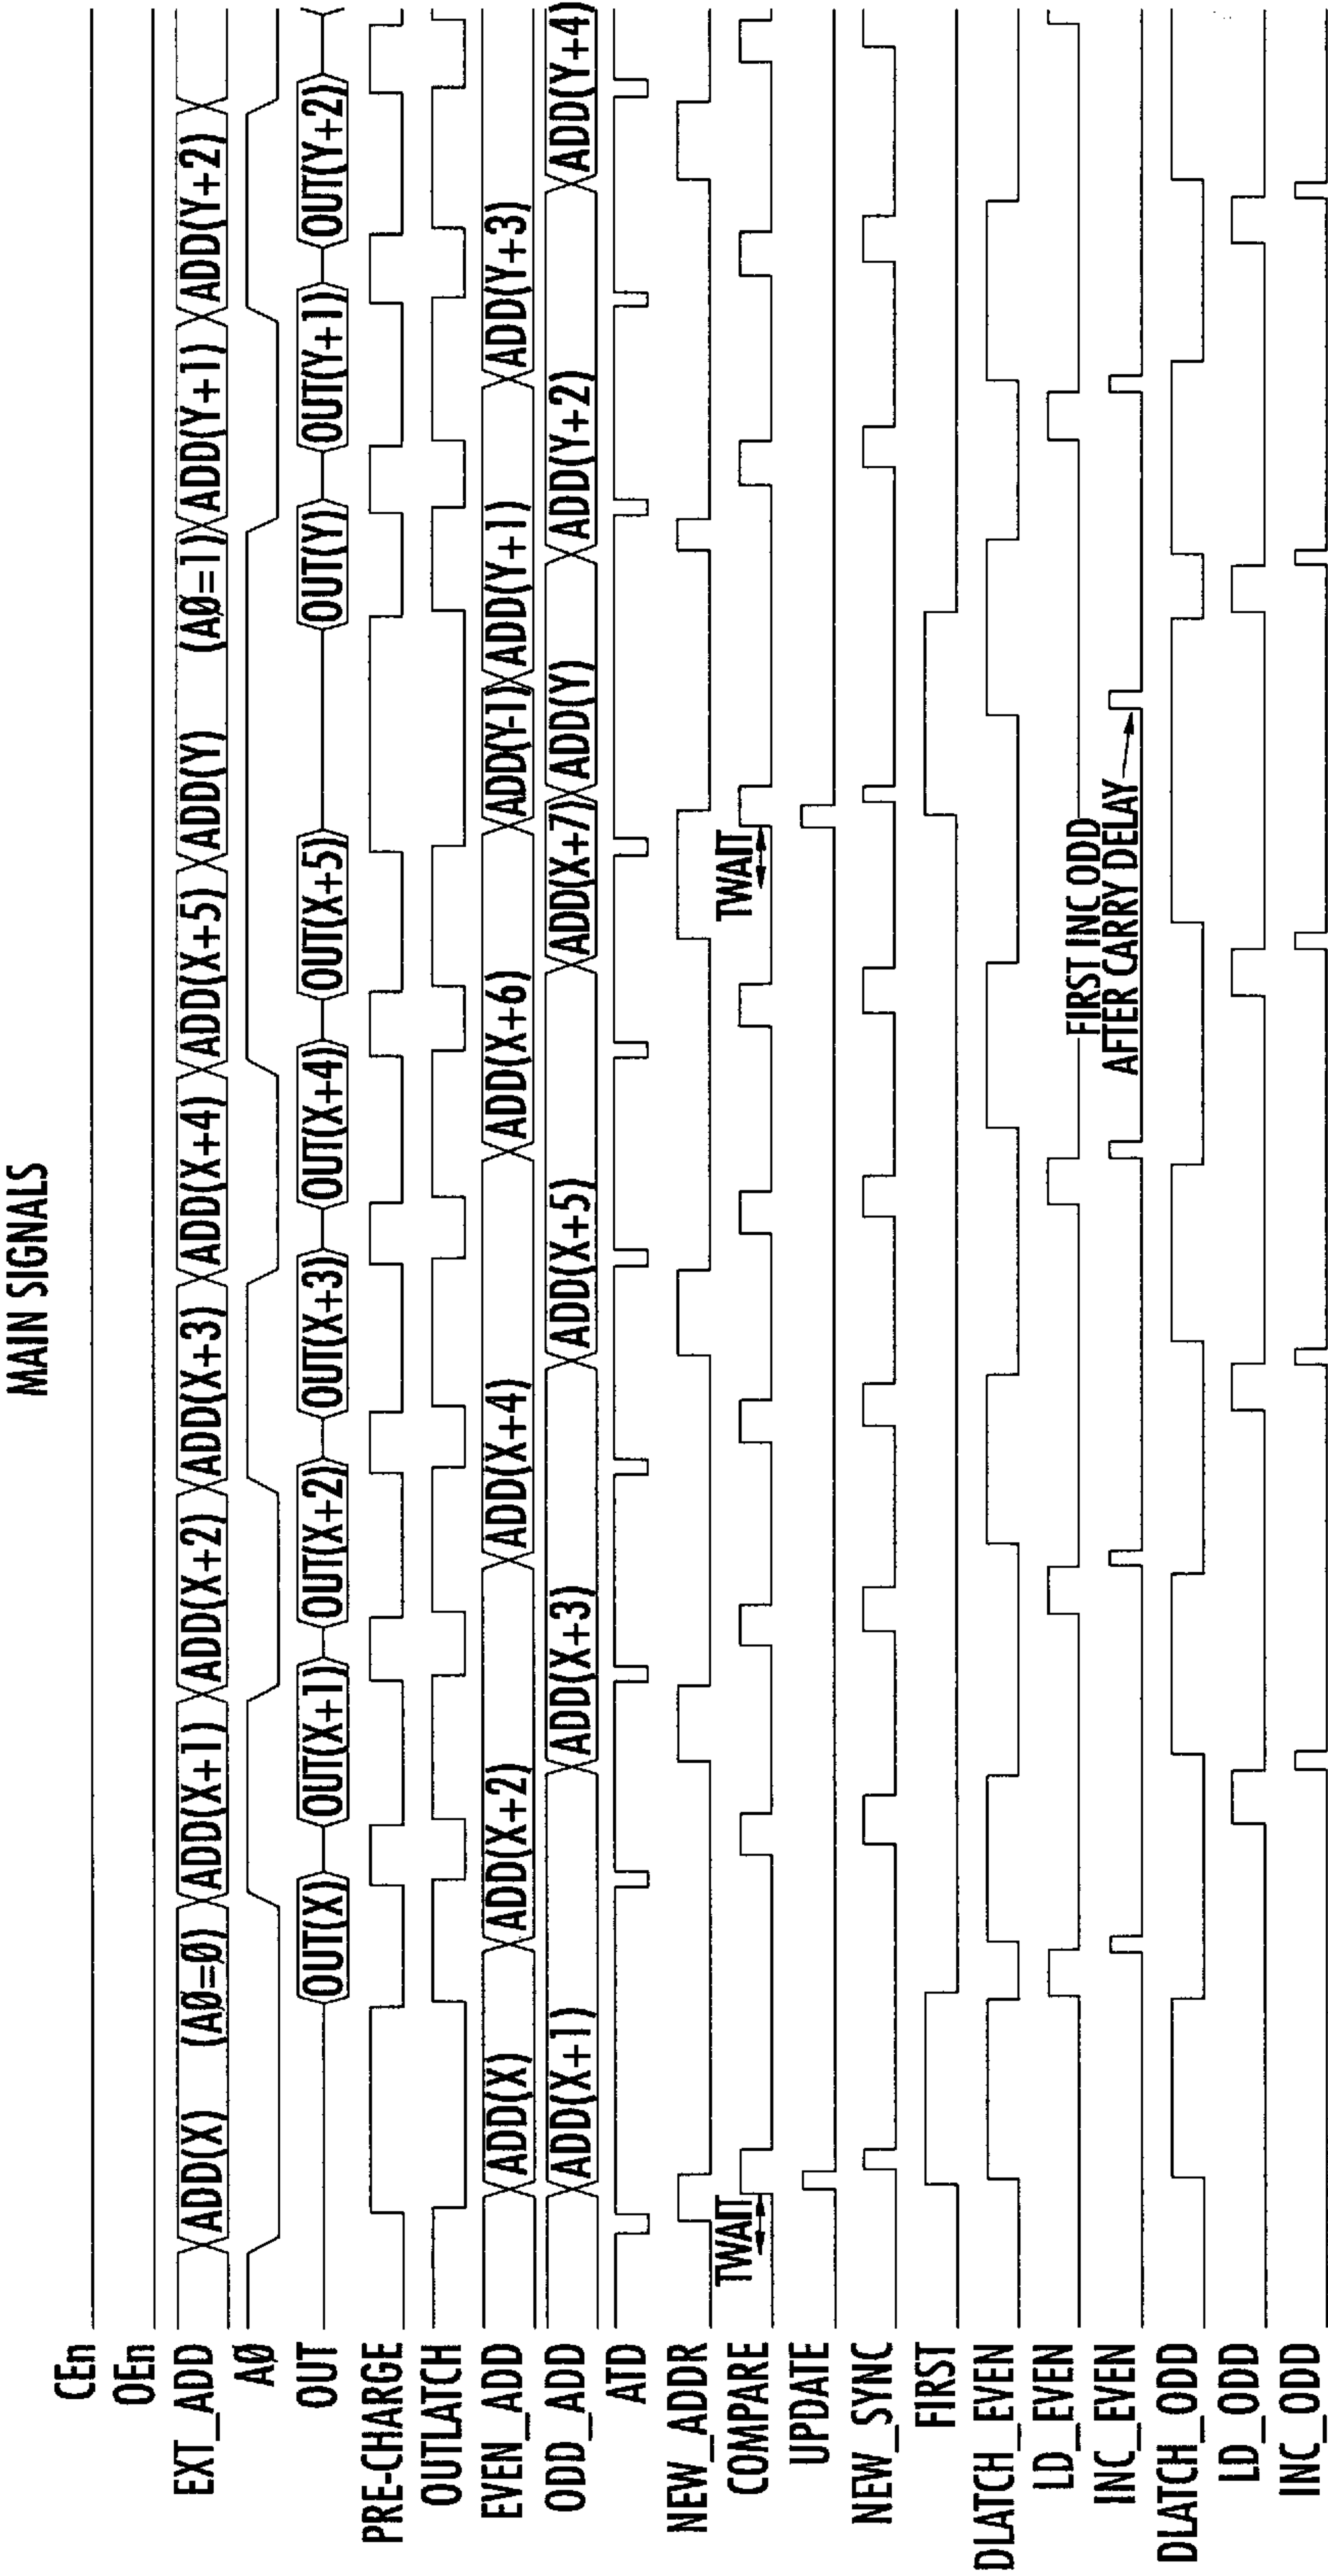 MAIN SIGNALS
CEn
OEn
EXT_ADD ADD(X) (AØ=Ø) ADD(X+1) ADD(X+2) ADD(X+3) ADD(X+4) ADD(X+5) ADD(Y) (AØ=1) ADD(Y+1) ADD(Y+2)
AØ
OUT OUT(X) OUT(X+1) OUT(X+2) OUT(X+3) OUT(X+4) OUT(X+5) OUT(Y) OUT(Y+1) OUT(Y+2)
PRE-CHARGE
OUTLATCH
EVEN_ADD ADD(X) ADD(X+2) ADD(X+4) ADD(X+6) ADD(Y-1) ADD(Y+1) ADD(Y+3)
ODD_ADD ADD(X+1) ADD(X+3) ADD(X+5) ADD(X+7) ADD(Y) ADD(Y+2) ADD(Y+4)
ATD
NEW_ADDR
TWAIT TWAIT
COMPARE
UPDATE
NEW_SYNC
FIRST
DLATCH_EVEN
LD_EVEN
FIRST INC ODD
AFTER CARRY DELAY
INC_EVEN
DLATCH_ODD
LD_ODD
INC_ODD